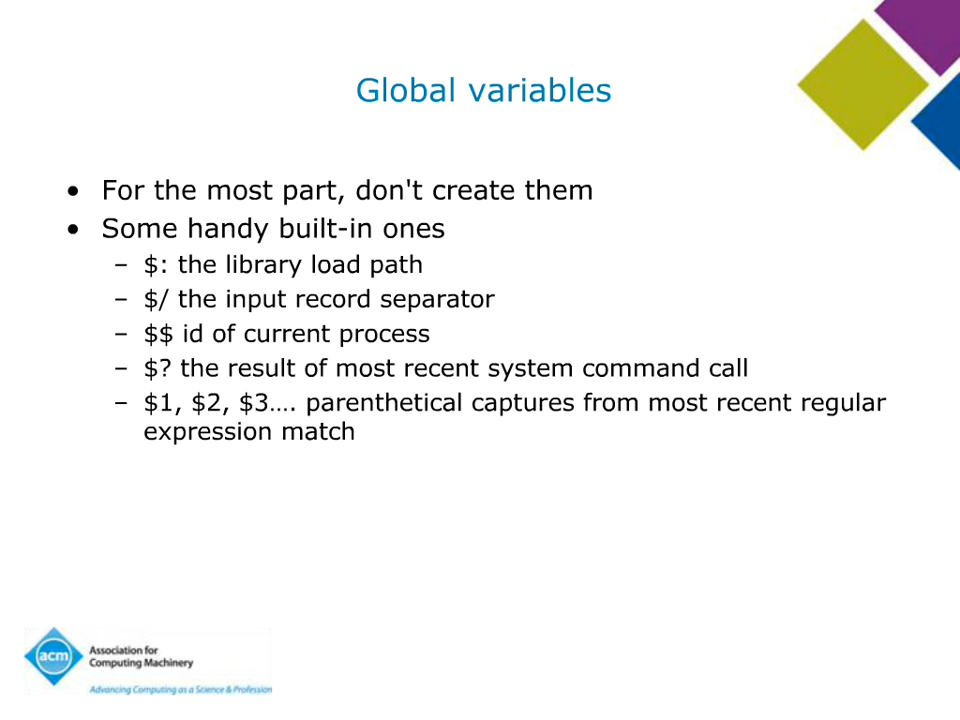 Global variables
• For the most part, don't create them
• Some handy built-in ones
– $: the library load path
– $/ the input record separator
– $$ id of current process
– $? the result of most recent system command call
– $1, $2, $3…. parenthetical captures from most recent regular
expression match
acm
Association for
Computing Machinery
Advancing Computing as a Science & Profession